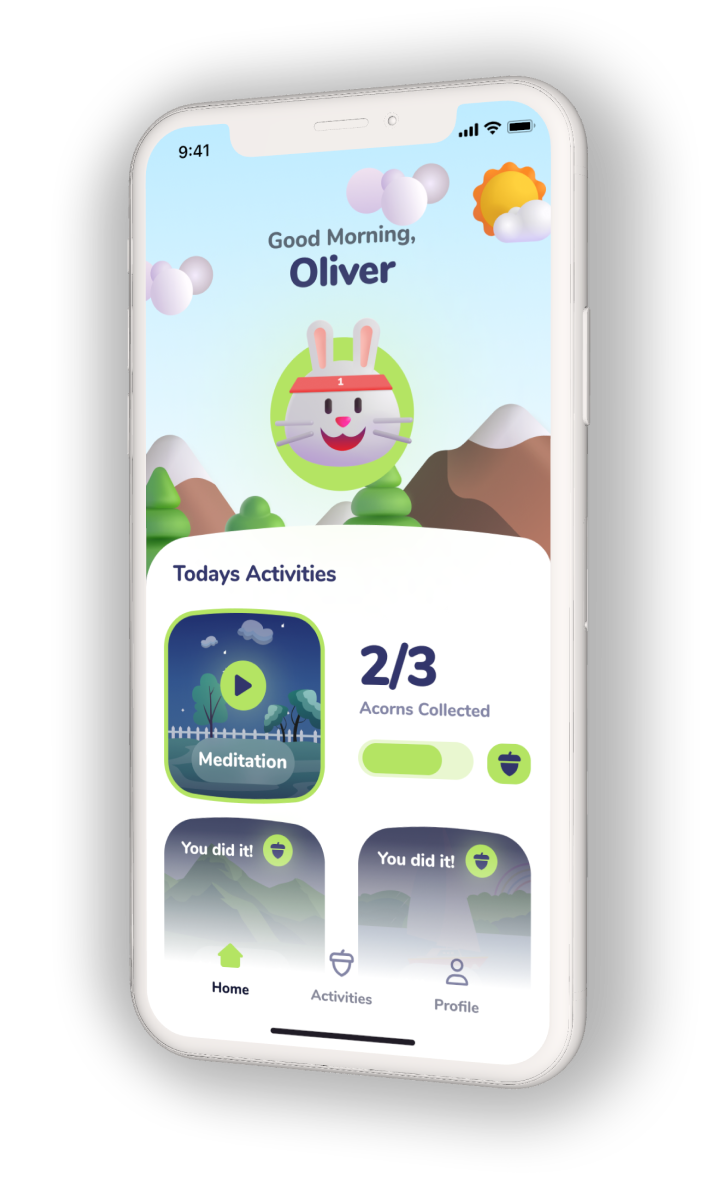 9:41
Good Morning,
Oliver
1
Todays Activities
2/3
Acorns Collected
Meditation
You did it!
You did it!
Home
Activities
Profile